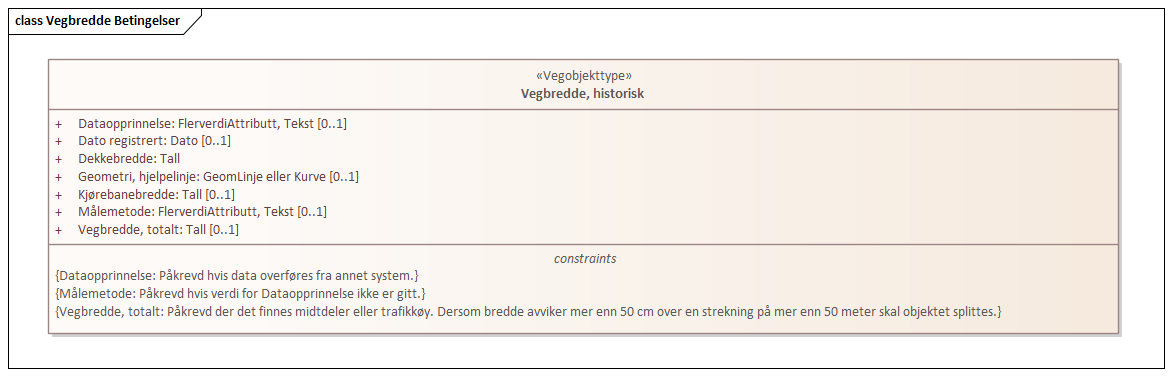 class Vegbredde Betingelser
«Vegobjekttype»
Vegbredde, historisk
+ Dataopprinnelse: FlerverdiAttributt, Tekst [0..1]
+ Dato registrert: Dato [0..1]
+ Dekkebredde: Tall
+ Geometri, hjelpelinje: GeomLinje eller Kurve [0..1]
+ Kjørebanebredde: Tall [0..1]
+ Målemetode: FlerverdiAttributt, Tekst [0..1]
+ Vegbredde, totalt: Tall [0..1]
constraints
{Dataopprinnelse: Påkrevd hvis data overføres fra annet system.}
{Målemetode: Påkrevd hvis verdi for Dataopprinnelse ikke er gitt.}
{Vegbredde, totalt: Påkrevd der det finnes midtdeler eller trafikkøy. Dersom bredde avviker mer enn 50 cm over en strekning på mer enn 50 meter skal objektet splittes.}